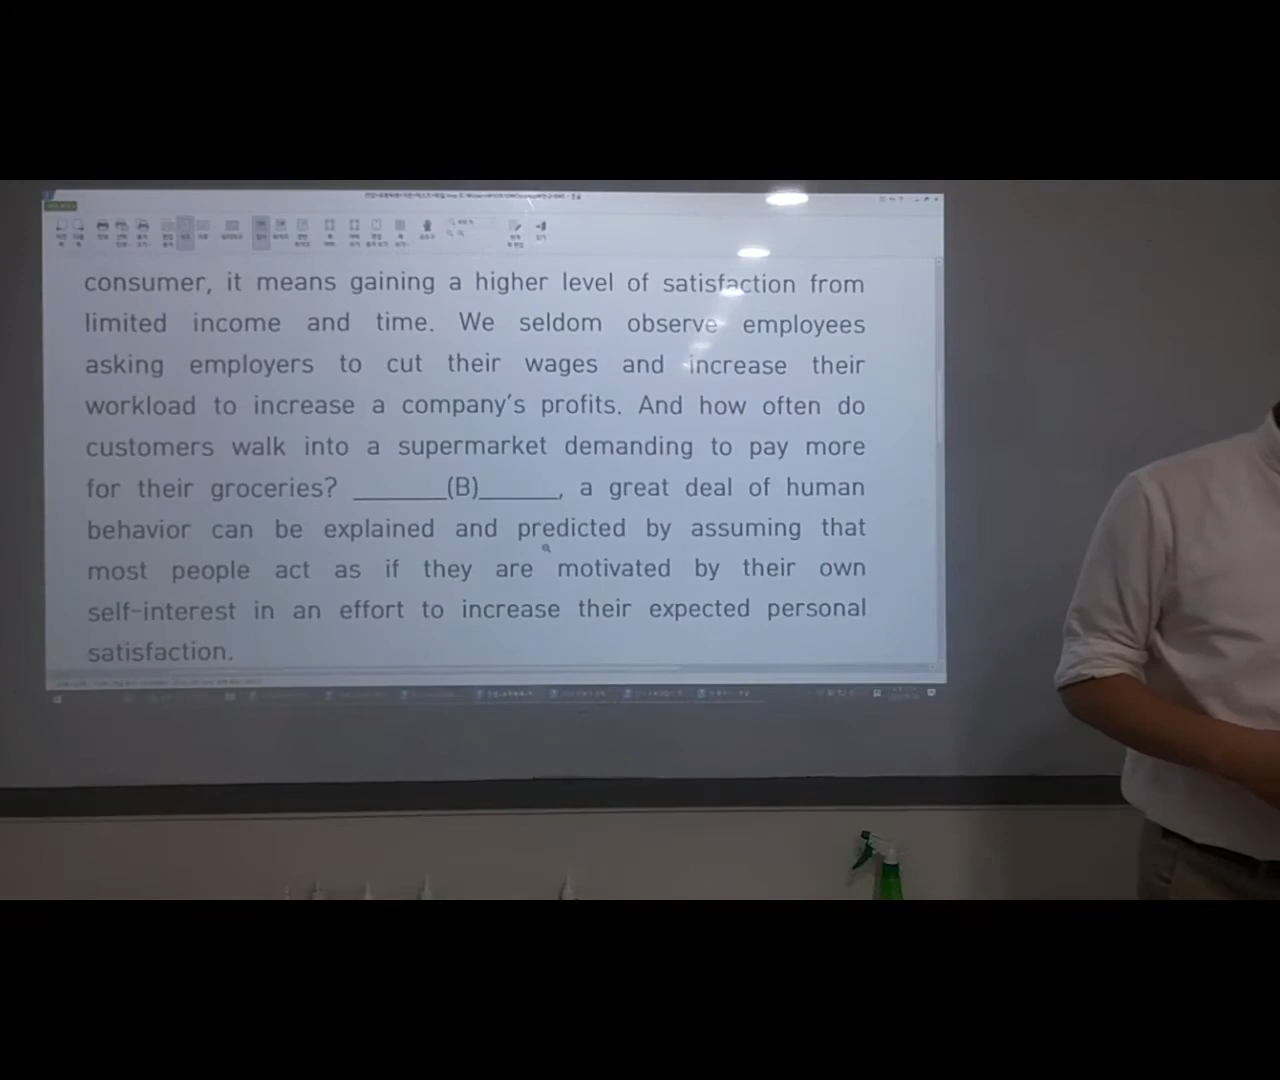 consumer, it means gaining a higher level of satisfaction from
limited income and time. We seldom observe employees
asking employers to cut their wages and increase their
workload to increase a company's profits. And how often do
customers walk into a supermarket demanding to pay more
for their groceries? ______(B)______, a great deal of human
behavior can be explained and predicted by assuming that
most people act as if they are motivated by their own
self-interest in an effort to increase their expected personal
satisfaction.